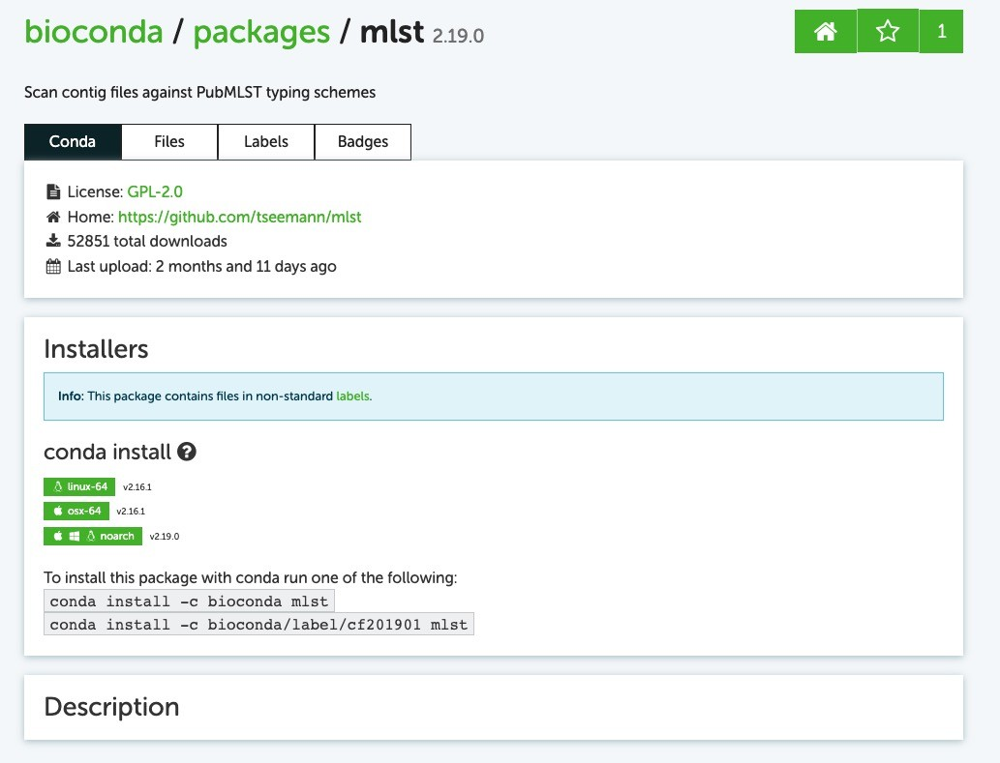 bioconda / packages / mlst 2.19.0
1
Scan contig files against PubMLST typing schemes
Conda Files Labels Badges
License: GPL-2.0
Home: https://github.com/tseemann/mlst
52851 total downloads
Last upload: 2 months and 11 days ago
Installers
Info: This package contains files in non-standard labels.
conda install ?
linux-64 v2.16.1
osx-64 v2.16.1
noarch v2.19.0
To install this package with conda run one of the following:
conda install -c bioconda mlst
conda install -c bioconda/label/cf201901 mlst
Description